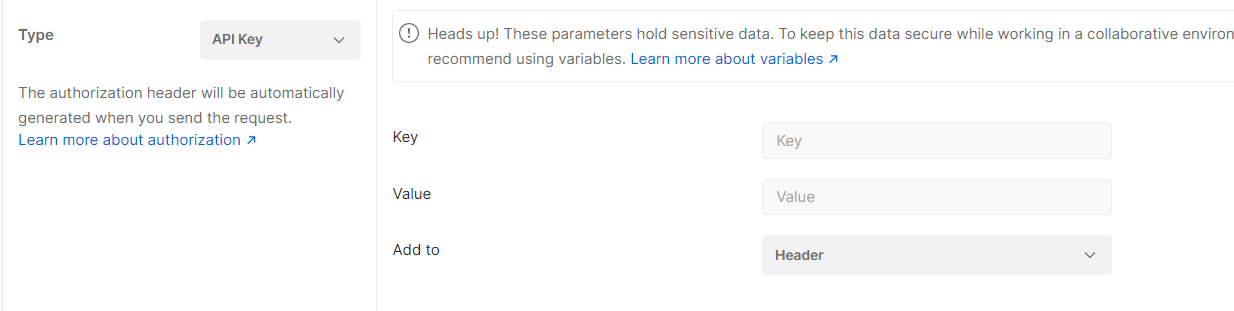 Type
API Key
The authorization header will be automatically
generated when you send the request.
Learn more about authorization ↗
Heads up! These parameters hold sensitive data. To keep this data secure while working in a collaborative
recommend using variables. Learn more about variables ↗
Key
Key
Value
Value
Add to
Header